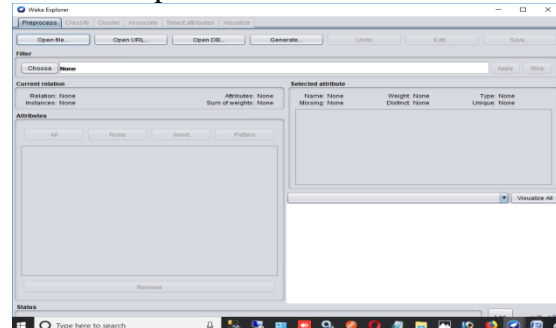 Weka Explorer
Preprocess Classify Cluster Associate Select attributes Visualize
Open file... Open URL... Open DB... Generate... Undo Edit... Save...
Filter
Choose None Apply Stop
Current relation
Relation: None Attributes: None
Instances: None Sum of weights: None
Selected attribute
Name: None Weight: None Type: None
Missing: None Distinct: None Unique: None
Attributes
All None Invert Pattern
Visualize All
Remove
Status
Type here to search